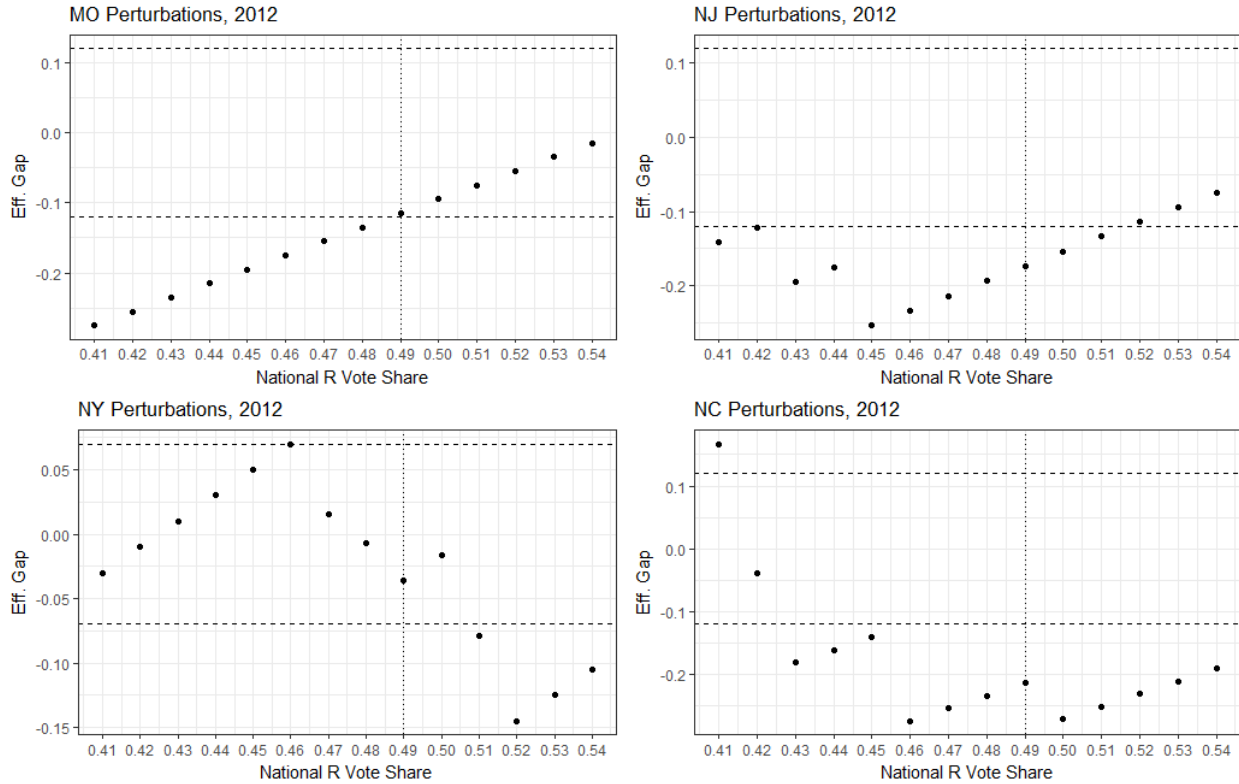 MO Perturbations, 2012
0.1
0.0
-0.1
-0.2
Eff. Gap
0.41 0.42 0.43 0.44 0.45 0.46 0.47 0.48 0.49 0.50 0.51 0.52 0.53 0.54
National R Vote Share
NJ Perturbations, 2012
0.1
0.0
-0.1
-0.2
Eff. Gap
0.41 0.42 0.43 0.44 0.45 0.46 0.47 0.48 0.49 0.50 0.51 0.52 0.53 0.54
National R Vote Share
NY Perturbations, 2012
0.05
0.00
-0.05
-0.10
-0.15
Eff. Gap
0.41 0.42 0.43 0.44 0.45 0.46 0.47 0.48 0.49 0.50 0.51 0.52 0.53 0.54
National R Vote Share
NC Perturbations, 2012
0.1
0.0
-0.1
-0.2
Eff. Gap
0.41 0.42 0.43 0.44 0.45 0.46 0.47 0.48 0.49 0.50 0.51 0.52 0.53 0.54
National R Vote Share